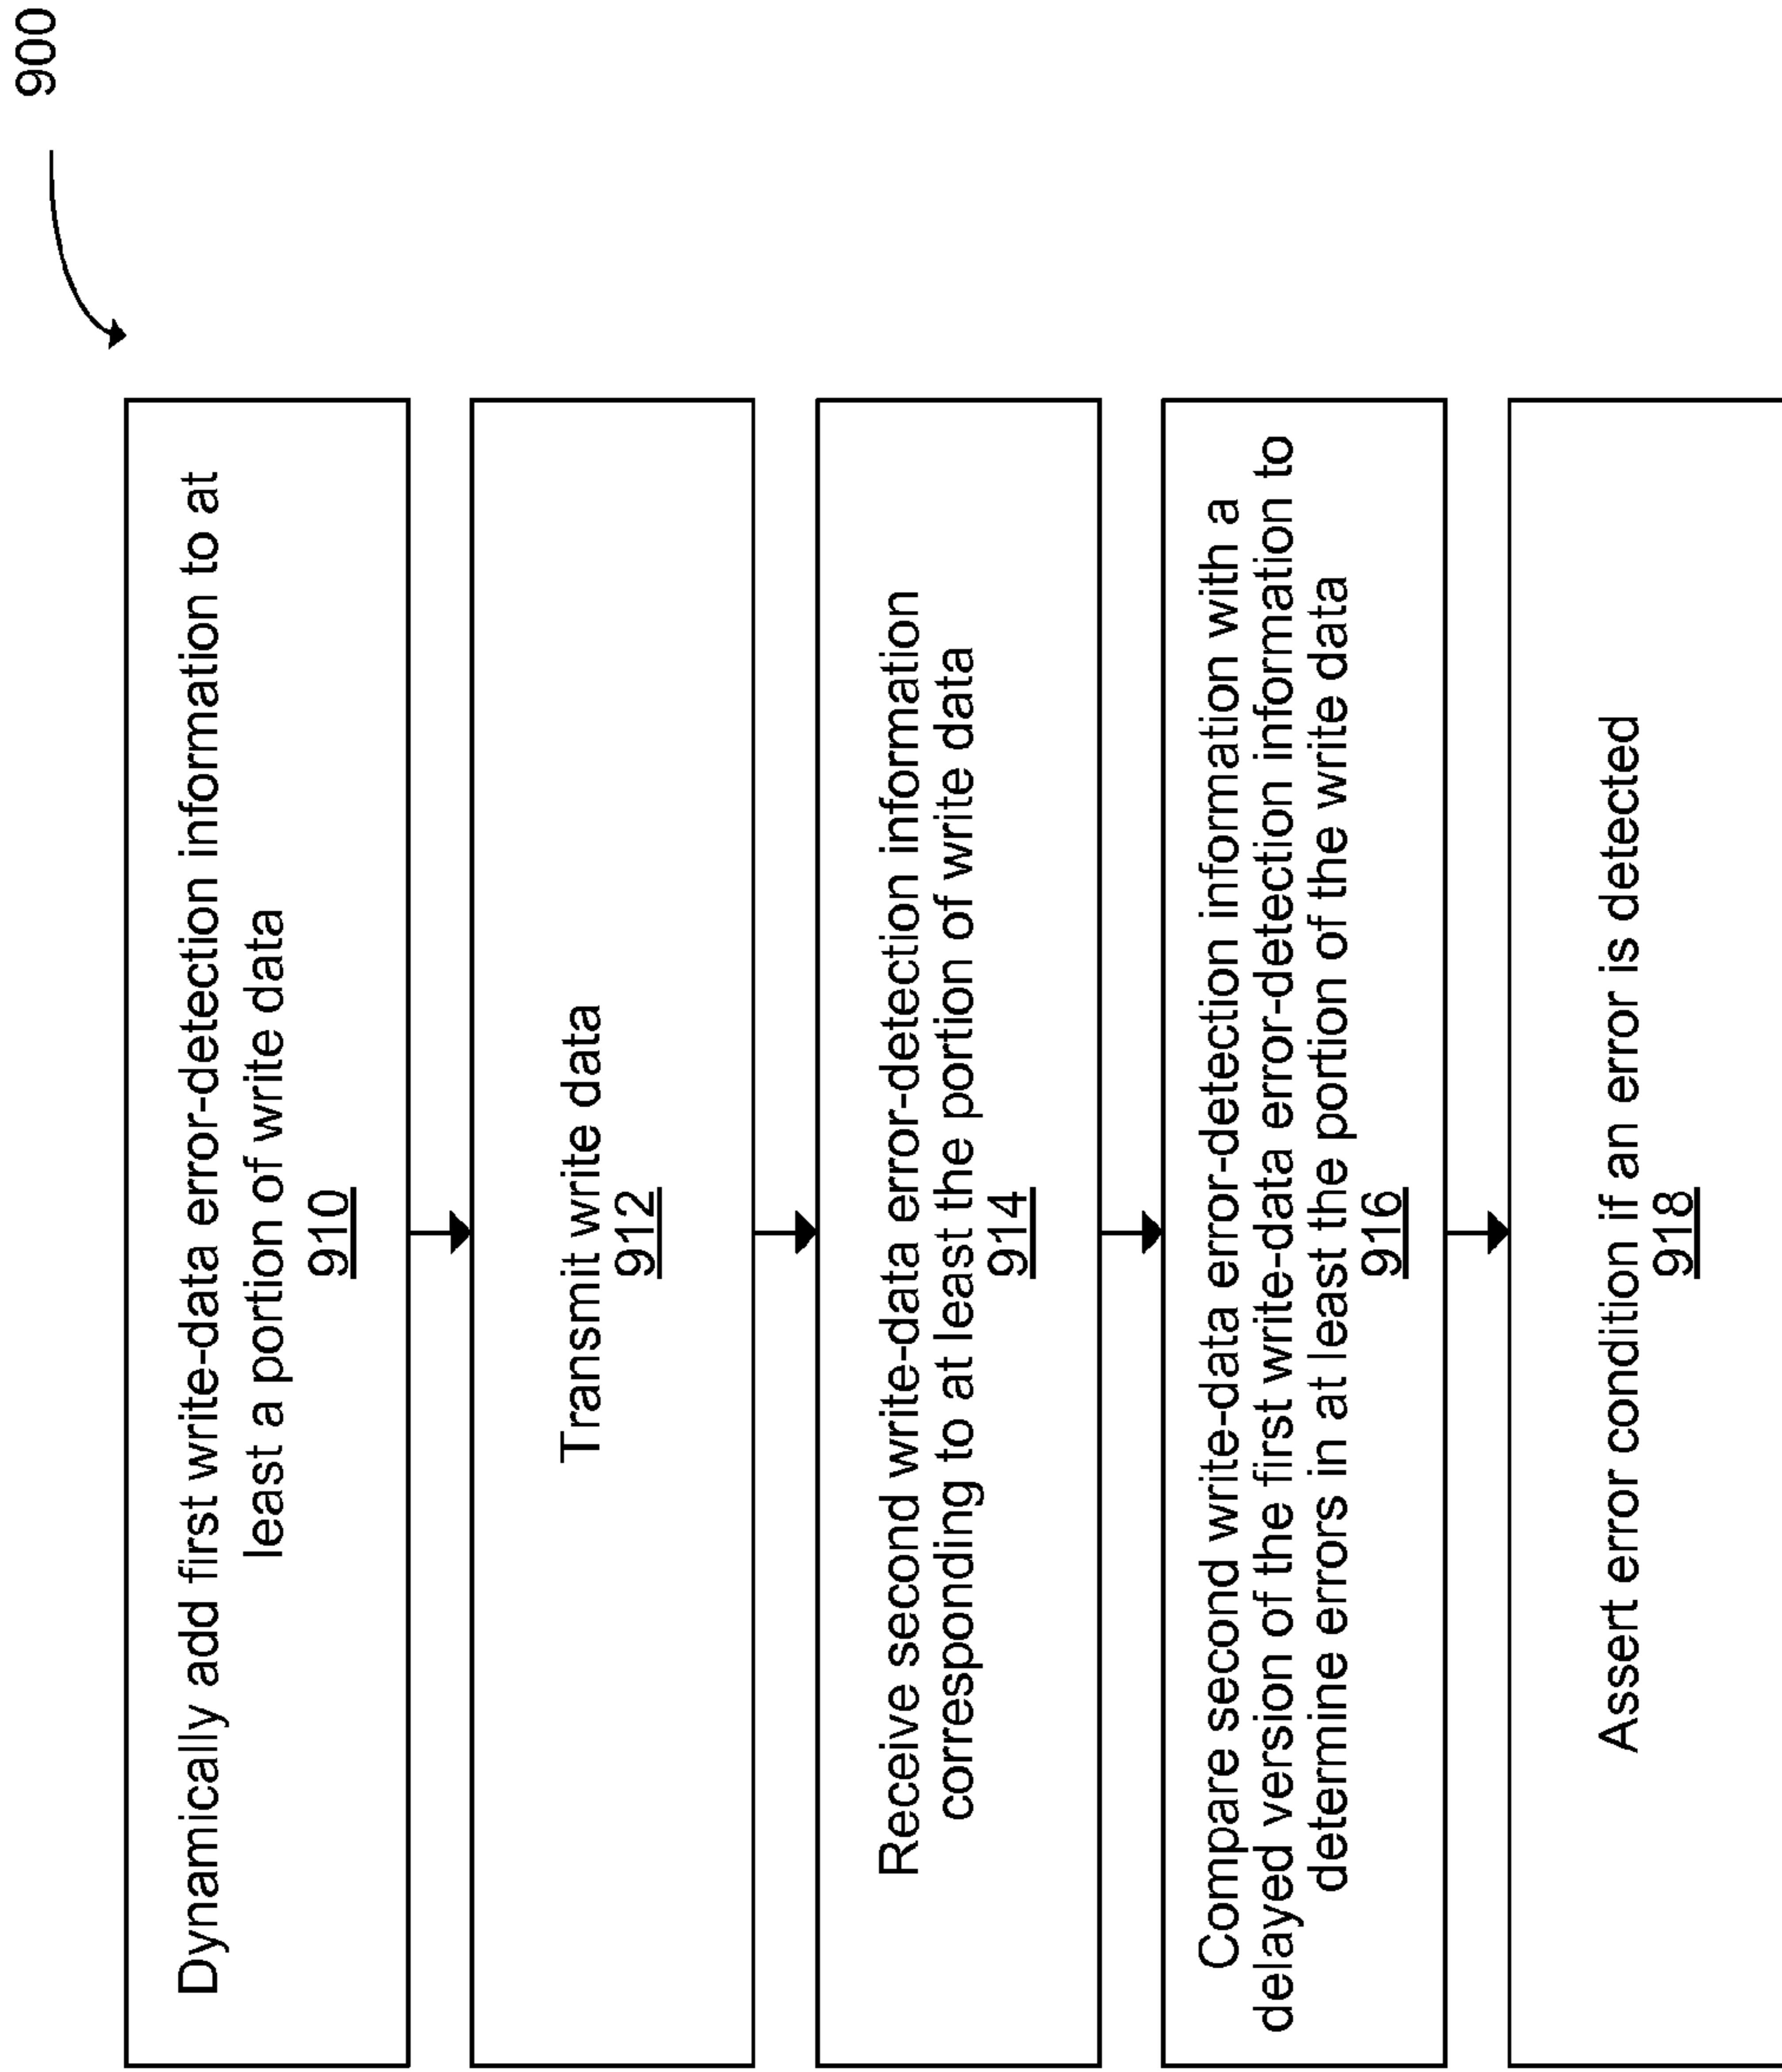 900
Dynamically add first write-data error-detection information to at
least a portion of write data
910
Transmit write data
912
Receive second write-data error-detection information
corresponding to at least the portion of write data
914
Compare second write-data error-detection information with a
delayed version of the first write-data error-detection information to
determine errors in at least the portion of the write data
916
Assert error condition if an error is detected
918